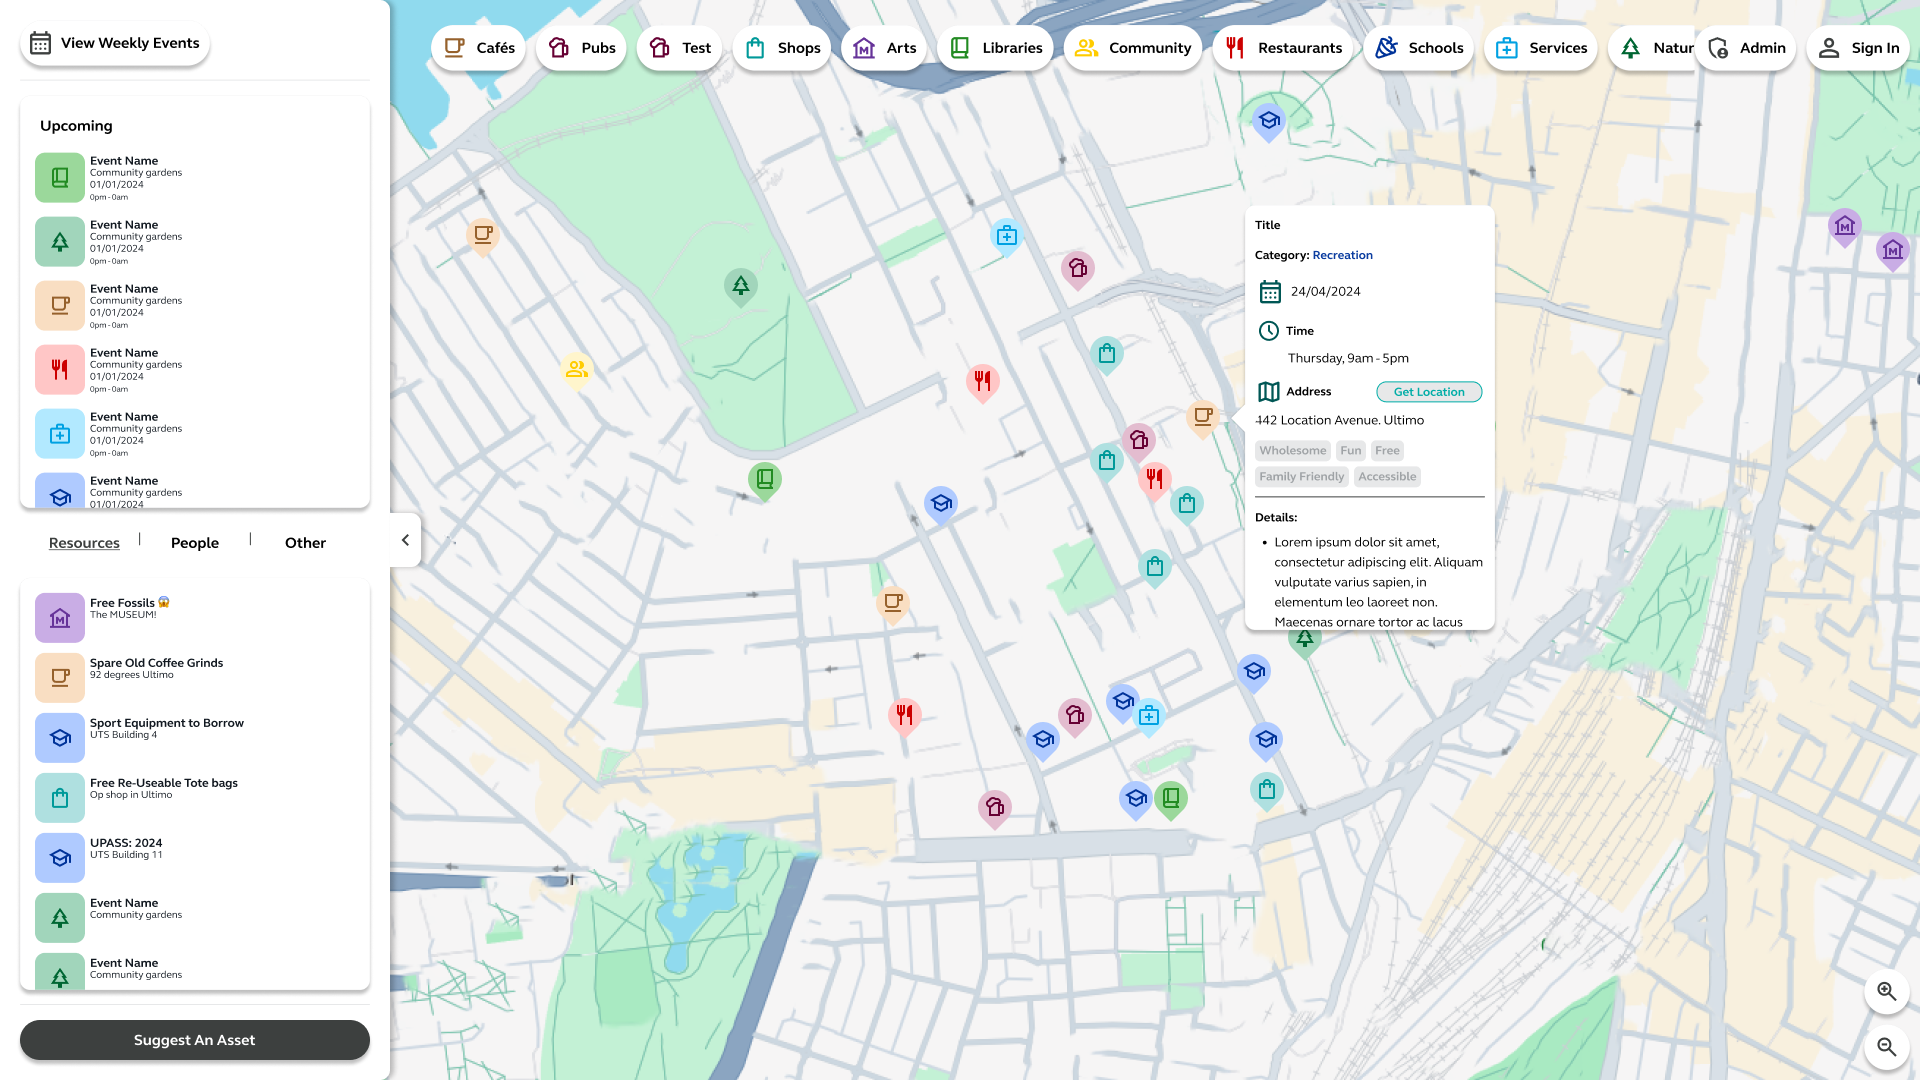 View Weekly Events
Cafés
Pubs
Test
Shops
Arts
Libraries
Community
Restaurants
Schools
Services
Natur
Admin
Sign In
Upcoming
Event Name
Community gardens
01/01/2024
0pm - 0am
Event Name
Community gardens
01/01/2024
0pm - 0am
Event Name
Community gardens
01/01/2024
0pm - 0am
Event Name
Community gardens
01/01/2024
0pm - 0am
Event Name
Community gardens
01/01/2024
0pm - 0am
Event Name
Community gardens
01/01/2024
Resources
People
Other
Free Fossils 😱
The MUSEUM!
Spare Old Coffee Grinds
92 degrees Ultimo
Sport Equipment to Borrow
UTS Building 4
Free Re-Useable Tote bags
Op shop in Ultimo
UPASS: 2024
UTS Building 11
Event Name
Community gardens
Event Name
Community gardens
Suggest An Asset
Title
Category: Recreation
24/04/2024
Time
Thursday, 9am - 5pm
Address
Get Location
442 Location Avenue. Ultimo
Wholesome
Fun
Free
Family Friendly
Accessible
Details:
• Lorem ipsum dolor sit amet,
consectetur adipiscing elit. Aliquam
vulputate varius sapien, in
elementum leo laoreet non.
Maecenas ornare tortor ac lacus